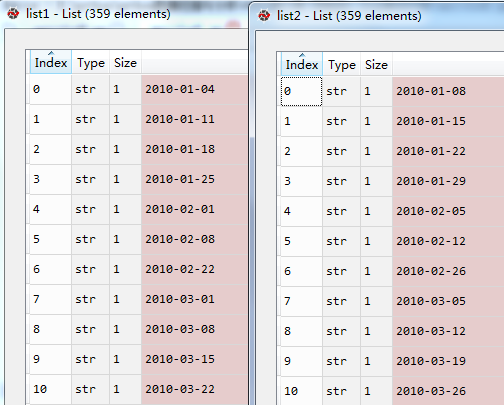 list1 - List (359 elements)
Index Type Size
0 str 1 2010-01-04
1 str 1 2010-01-11
2 str 1 2010-01-18
3 str 1 2010-01-25
4 str 1 2010-02-01
5 str 1 2010-02-08
6 str 1 2010-02-22
7 str 1 2010-03-01
8 str 1 2010-03-08
9 str 1 2010-03-15
10 str 1 2010-03-22
list2 - List (359 elements)
Index Type Size
0 str 1 2010-01-08
1 str 1 2010-01-15
2 str 1 2010-01-22
3 str 1 2010-01-29
4 str 1 2010-02-05
5 str 1 2010-02-12
6 str 1 2010-02-26
7 str 1 2010-03-05
8 str 1 2010-03-12
9 str 1 2010-03-19
10 str 1 2010-03-26